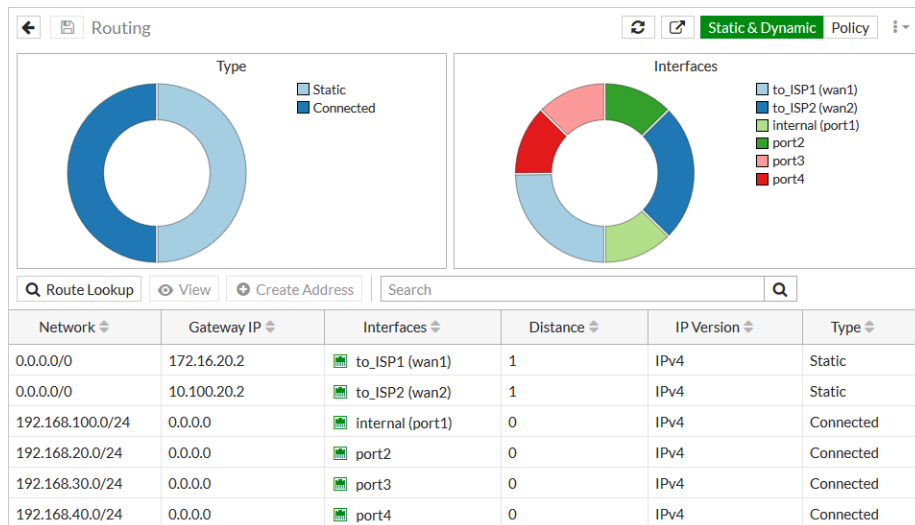 Routing
Static & Dynamic Policy
Type
Static
Connected
Interfaces
to_ISP1 (wan1)
to_ISP2 (wan2)
internal (port1)
port2
port3
port4
Route Lookup View Create Address Search
Network Gateway IP Interfaces Distance IP Version Type
0.0.0.0/0 172.16.20.2 to_ISP1 (wan1) 1 IPv4 Static
0.0.0.0/0 10.100.20.2 to_ISP2 (wan2) 1 IPv4 Static
192.168.100.0/24 0.0.0.0 internal (port1) 0 IPv4 Connected
192.168.20.0/24 0.0.0.0 port2 0 IPv4 Connected
192.168.30.0/24 0.0.0.0 port3 0 IPv4 Connected
192.168.40.0/24 0.0.0.0 port4 0 IPv4 Connected